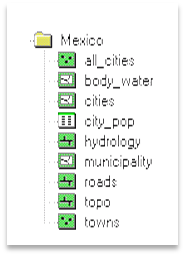 Mexico
all_cities
body_water
cities
city_pop
hydrology
municipality
roads
topo
towns